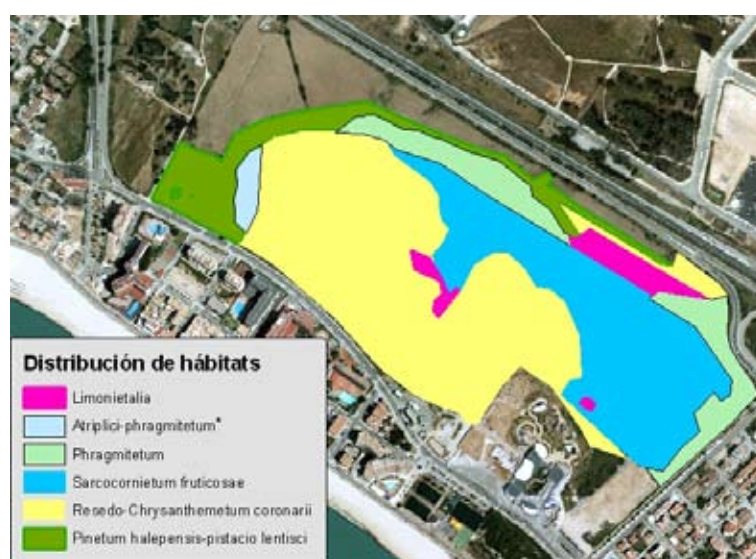 Distribución de hábitats
Limonietalia
Atriplici-phragmitetum*
Phragmitetum
Sarcocornietum fruticosae
Resedo-Chrysanthemetum coronarii
Pinetum halepensis-pistacio lentisci